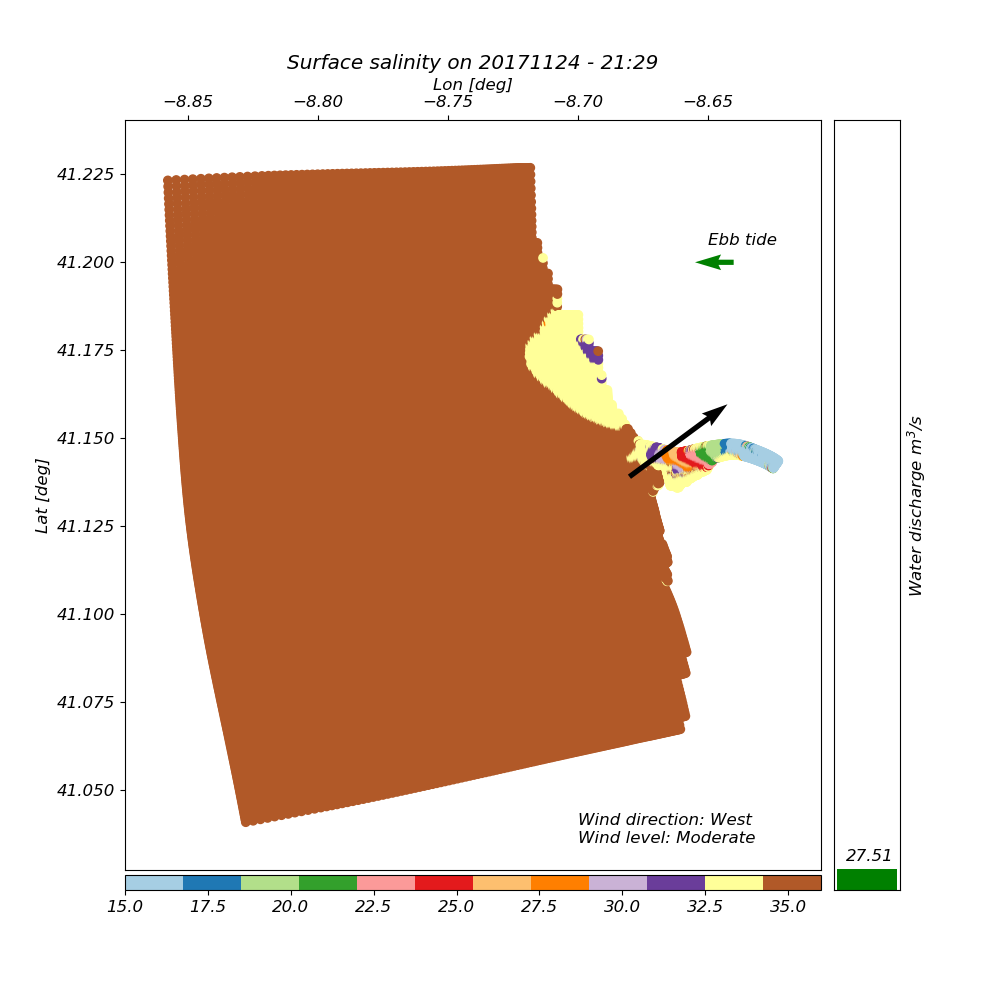 Surface salinity on 20171124 - 21:29
Lon [deg]
−8.85 −8.80 −8.75 −8.70 −8.65
41.225
41.200
41.175
41.150
41.125
41.100
41.075
41.050
Lat [deg]
Ebb tide
Wind direction: West
Wind level: Moderate
15.0 17.5 20.0 22.5 25.0 27.5 30.0 32.5 35.0
27.51
Water discharge m³/s